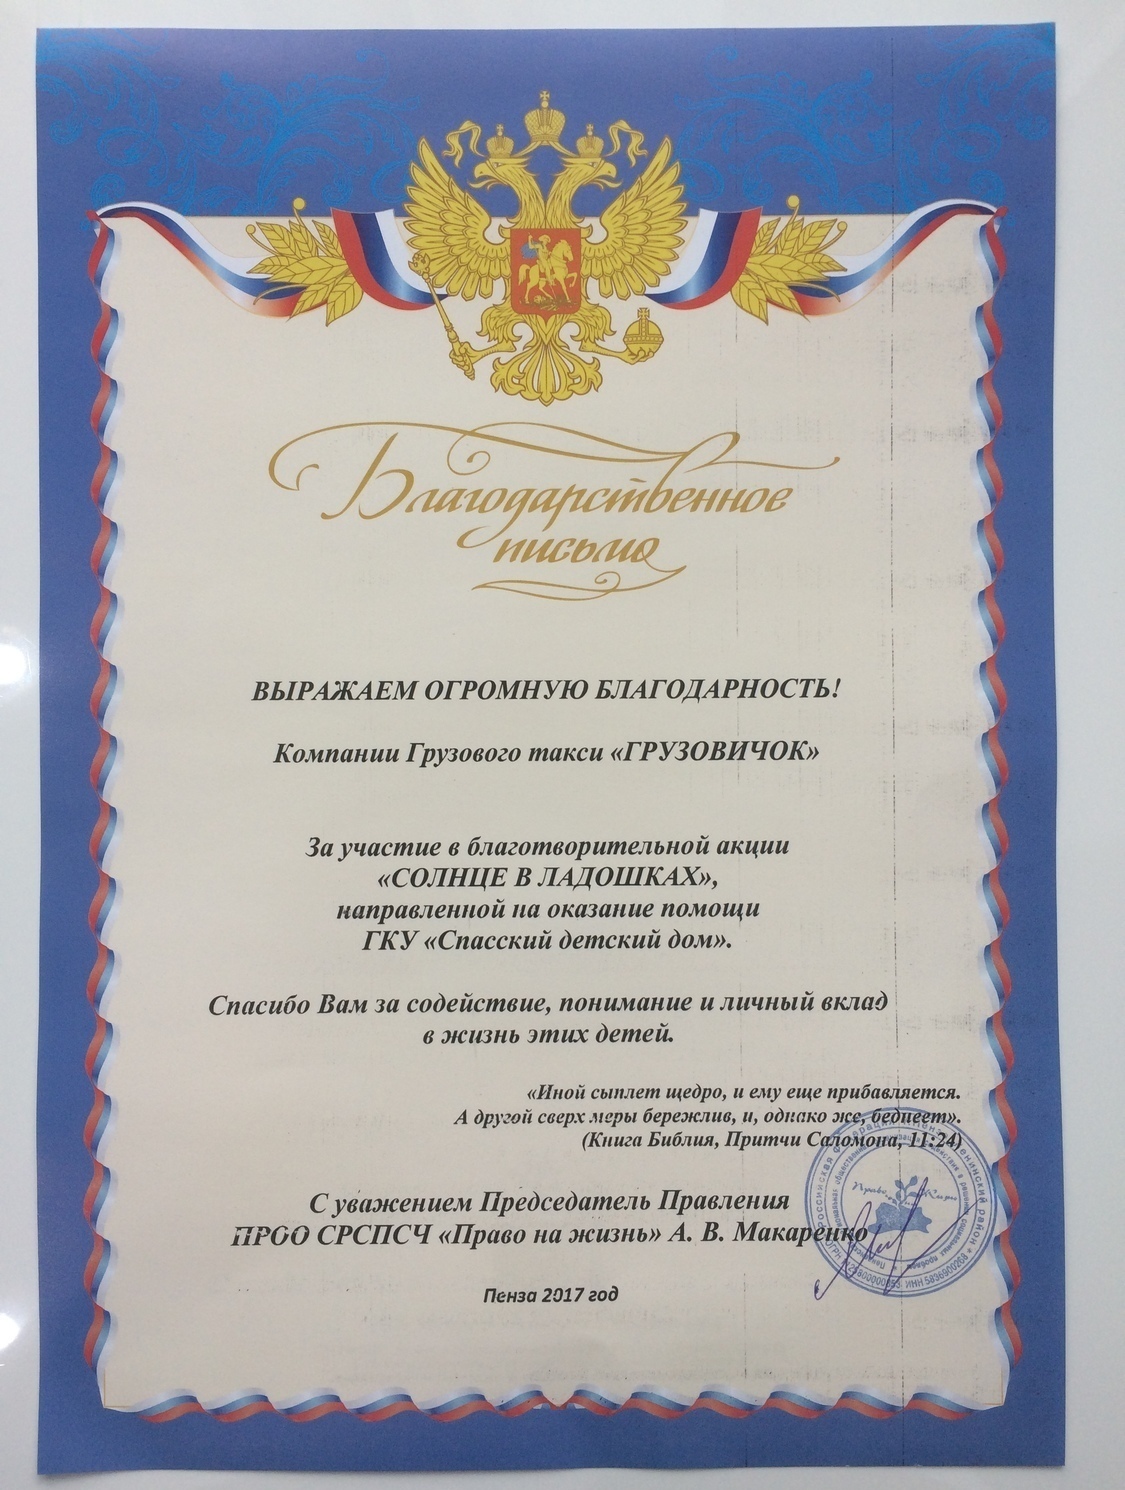 Благодарственное
письмо
ВЫРАЖАЕМ ОГРОМНУЮ БЛАГОДАРНОСТЬ!
Компании Грузового такси «ГРУЗОВИЧОК»
За участие в благотворительной акции
«СОЛНЦЕ В ЛАДОШКАХ»,
направленной на оказание помощи
ГКУ «Спасский детский дом».
Спасибо Вам за содействие, понимание и личный вклад
в жизнь этих детей.
«Иной сыплет щедро, и ему еще прибавляется.
А другой сверх меры бережлив, и, однако же, беднеет».
(Книга Библия, Притчи Саломона, 11:24)
С уважением Председатель Правления
ПРОО СРСПСЧ «Право на жизнь» А. В. Макаренко
Пенза 2017 год